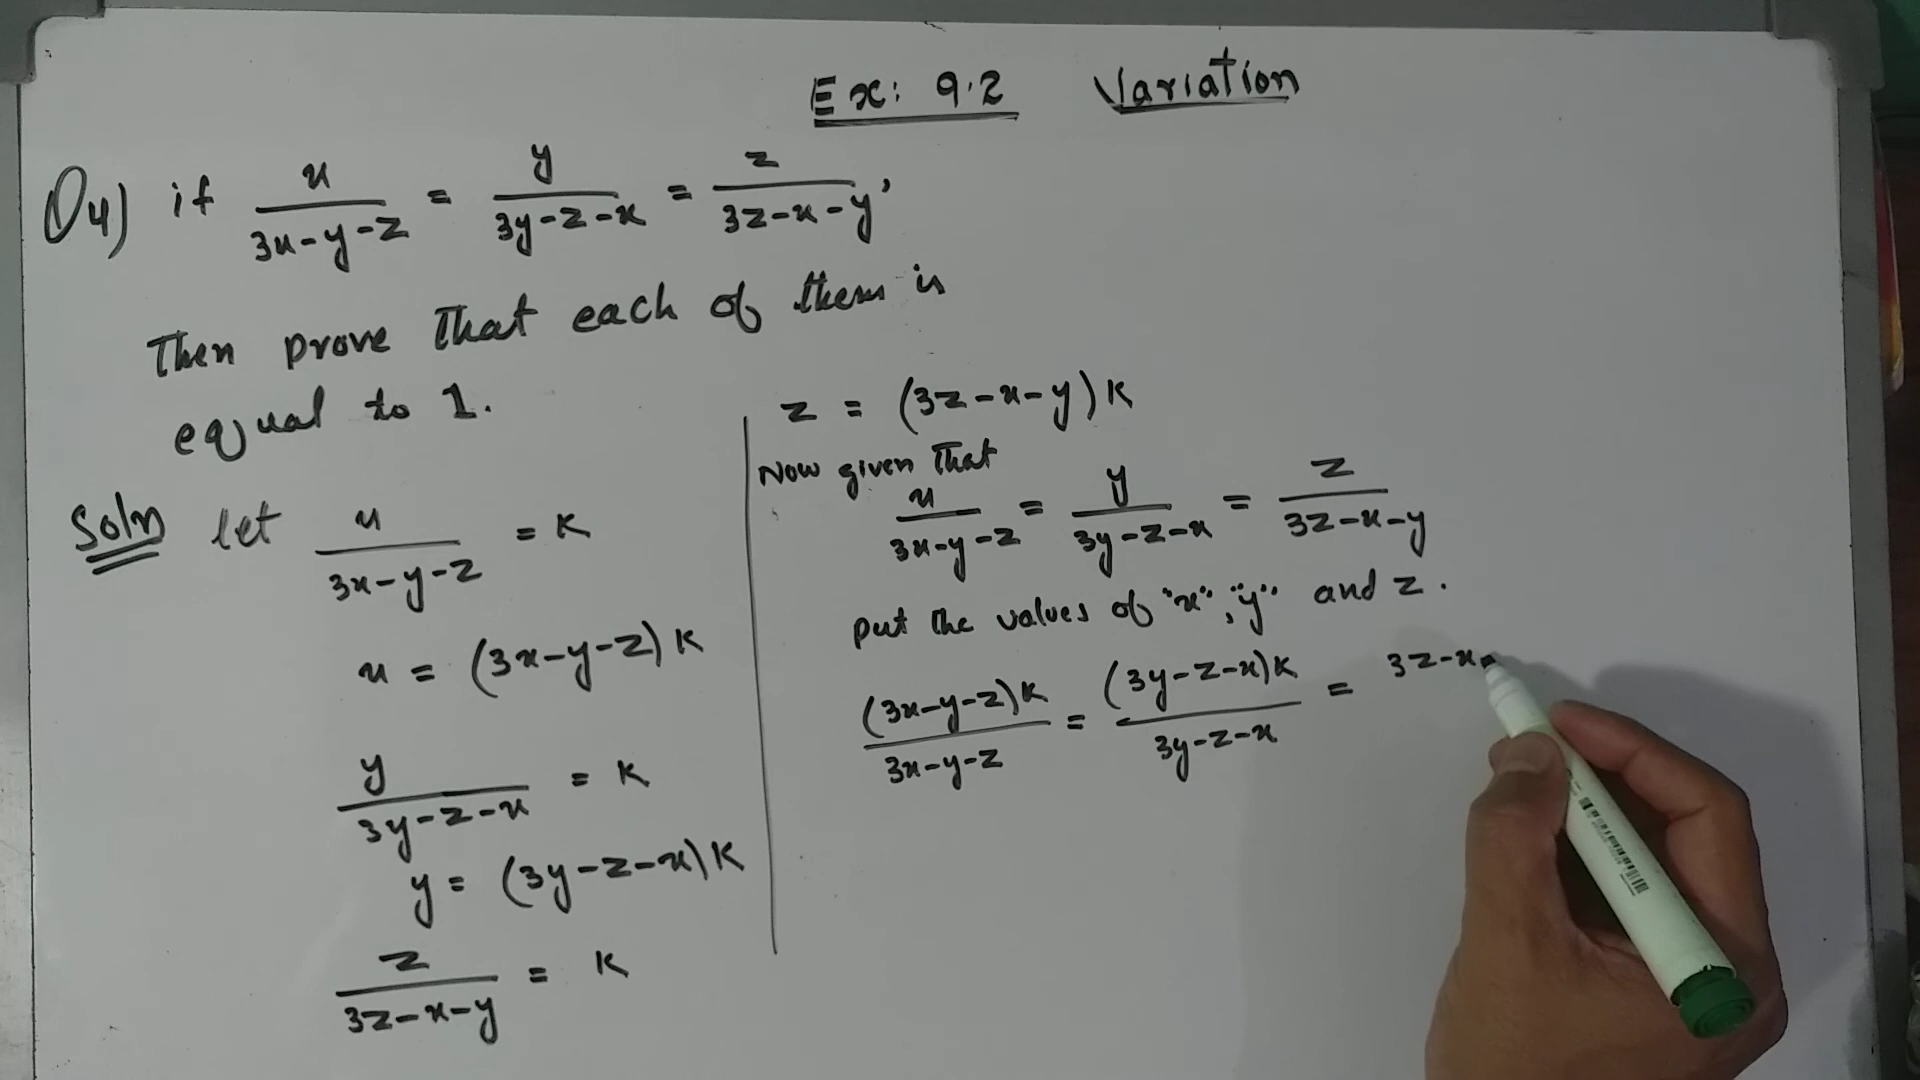 Ex: 9.2 Variation
Q4) if x/(3x-y-z) = y/(3y-z-x) = z/(3z-x-y),
Then prove that each of them is
equal to 1.
Soln let x/(3x-y-z) = K
x = (3x-y-z)K
y/(3y-z-x) = K
y = (3y-z-x)K
z/(3z-x-y) = K
z = (3z-x-y)K
Now given that
x/(3x-y-z) = y/(3y-z-x) = z/(3z-x-y)
put the values of "x", "y" and z.
(3x-y-z)K/(3x-y-z) = (3y-z-x)K/(3y-z-x) = 3z-x-